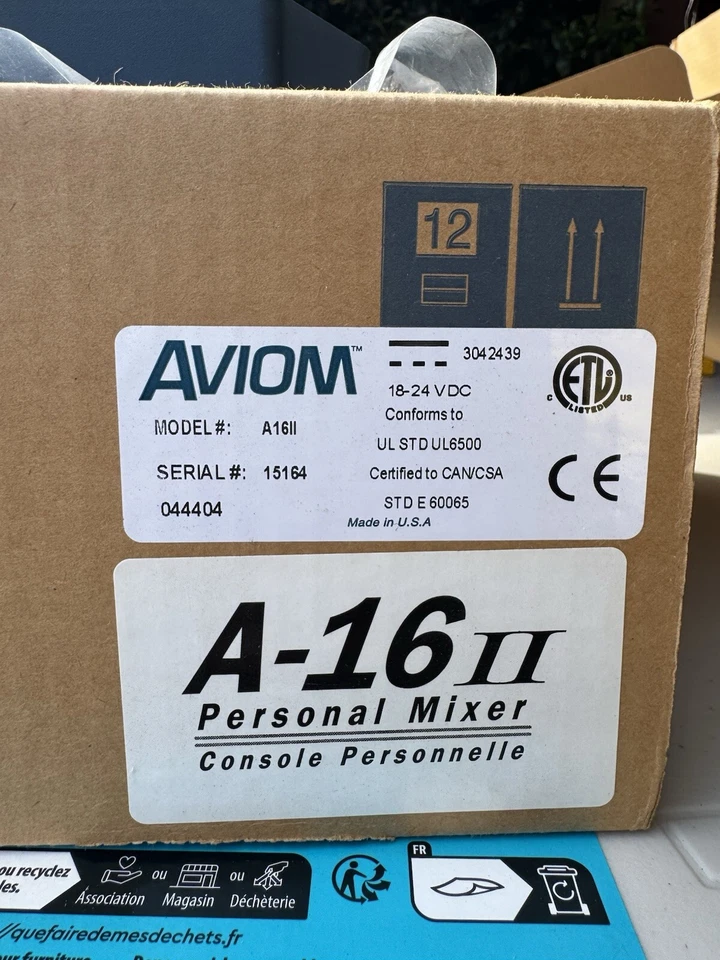 12
AVIOM™
3042439
18-24 VDC
Conforms to
UL STD UL6500
Certified to CAN/CSA
STD E 60065
Made in U.S.A
MODEL#: A16II
SERIAL#: 15164
044404
C ETL US
LISTED
CE
A-16 II
Personal Mixer
Console Personnelle
ou recyclez
Association ou Magasin ou Déchèterie
FR
//quefairedemesdechets.fr